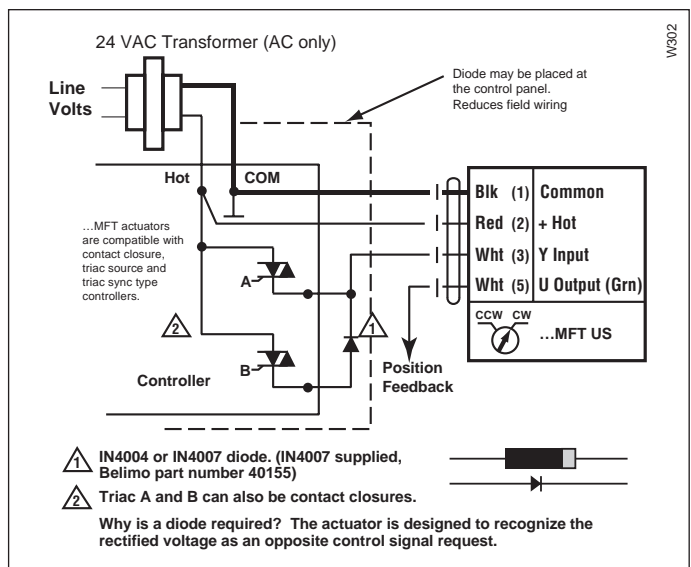 W302
24 VAC Transformer (AC only)
Line
Volts
Diode may be placed at
the control panel.
Reduces field wiring
Hot
COM
Blk (1) Common
Red (2) + Hot
Wht (3) Y Input
Wht (5) U Output (Grn)
CCW CW
...MFT US
...MFT actuators
are compatible with
contact closure,
triac source and
triac sync type
controllers.
A
2
1
B
Controller
Position
Feedback
1 IN4004 or IN4007 diode. (IN4007 supplied,
Belimo part number 40155)
2 Triac A and B can also be contact closures.
Why is a diode required? The actuator is designed to recognize the
rectified voltage as an opposite control signal request.